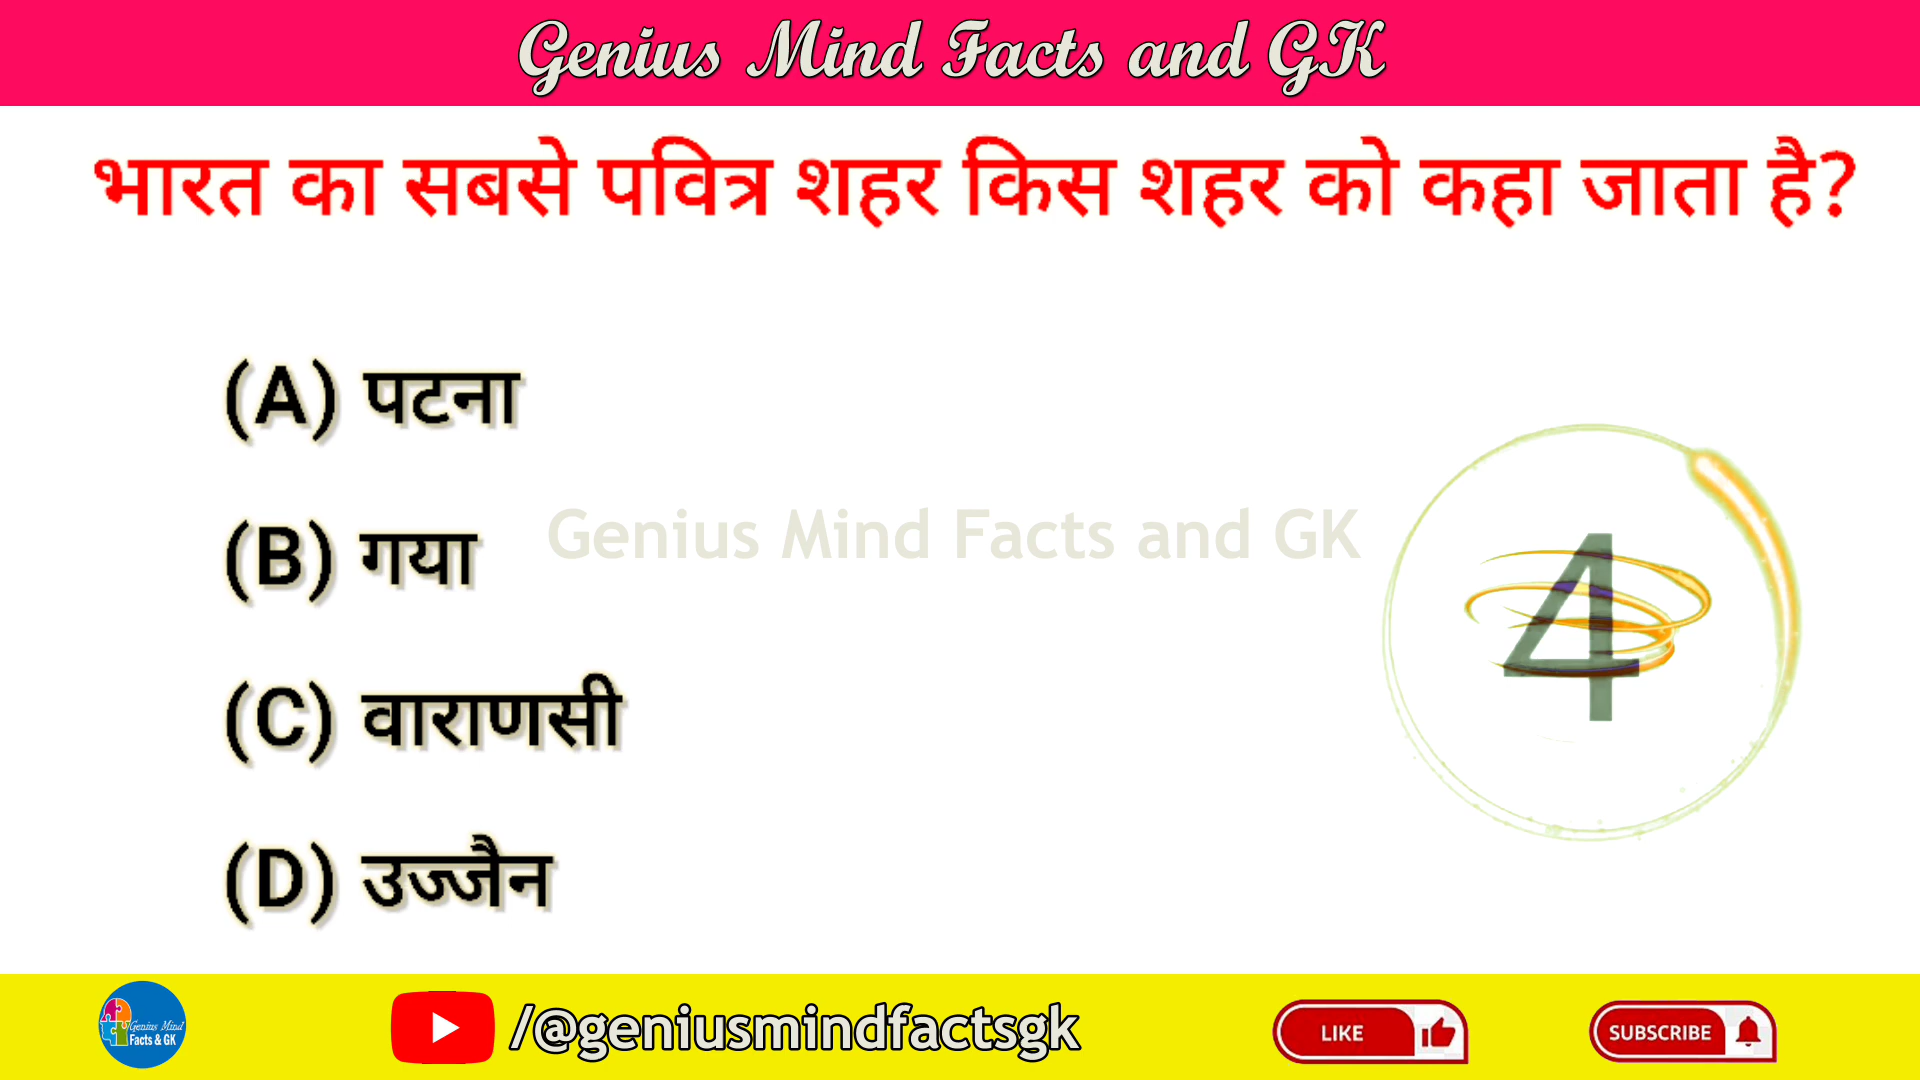 Genius Mind Facts and GK
भारत का सबसे पवित्र शहर किस शहर को कहा जाता है?
(A) पटना
(B) गया
Genius Mind Facts and GK
(C) वाराणसी
(D) उज्जैन
4
Genius Mind
Facts & GK
/@geniusmindfactsgk
LIKE
SUBSCRIBE